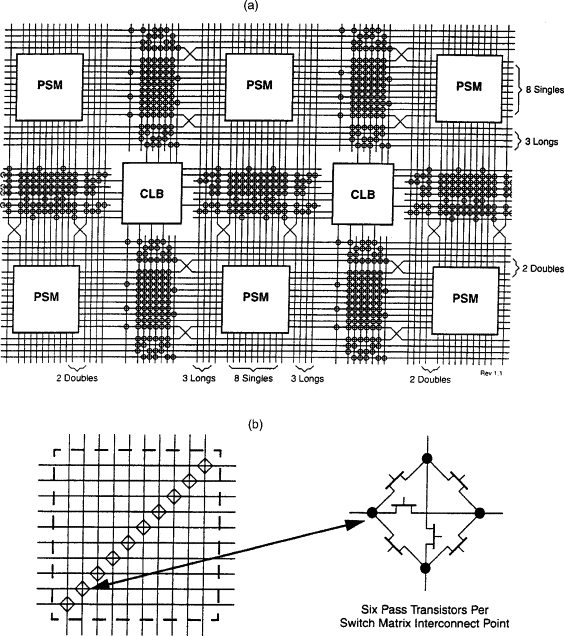 (a)
PSM
PSM
PSM
8 Singles
3 Longs
CLB
CLB
2 Doubles
PSM
PSM
PSM
Rev 1.1
2 Doubles
3 Longs
8 Singles
3 Longs
2 Doubles
(b)
Six Pass Transistors Per
Switch Matrix Interconnect Point